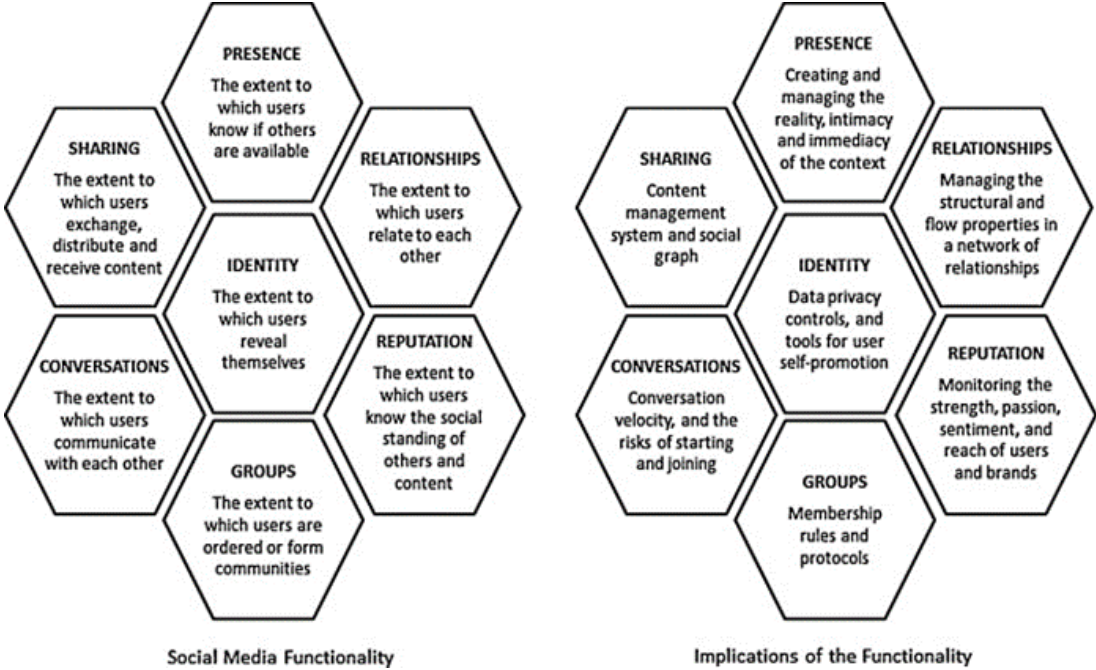 PRESENCE
The extent to
which users
know if others
are available
SHARING
The extent to
which users
exchange,
distribute and
receive content
RELATIONSHIPS
The extent to
which users
relate to each
other
IDENTITY
The extent to
which users
reveal
themselves
CONVERSATIONS
The extent to
which users
communicate
with each other
REPUTATION
The extent to
which users
know the social
standing of
others and
content
GROUPS
The extent to
which users are
ordered or form
communities
Social Media Functionality
PRESENCE
Creating and
managing the
reality, intimacy
and immediacy
of the context
SHARING
Content
management
system and social
graph
RELATIONSHIPS
Managing the
structural and
flow properties in
a network of
relationships
IDENTITY
Data privacy
controls, and
tools for user
self-promotion
CONVERSATIONS
Conversation
velocity, and the
risks of starting
and joining
REPUTATION
Monitoring the
strength, passion,
sentiment, and
reach of users
and brands
GROUPS
Membership
rules and
protocols
Implications of the Functionality